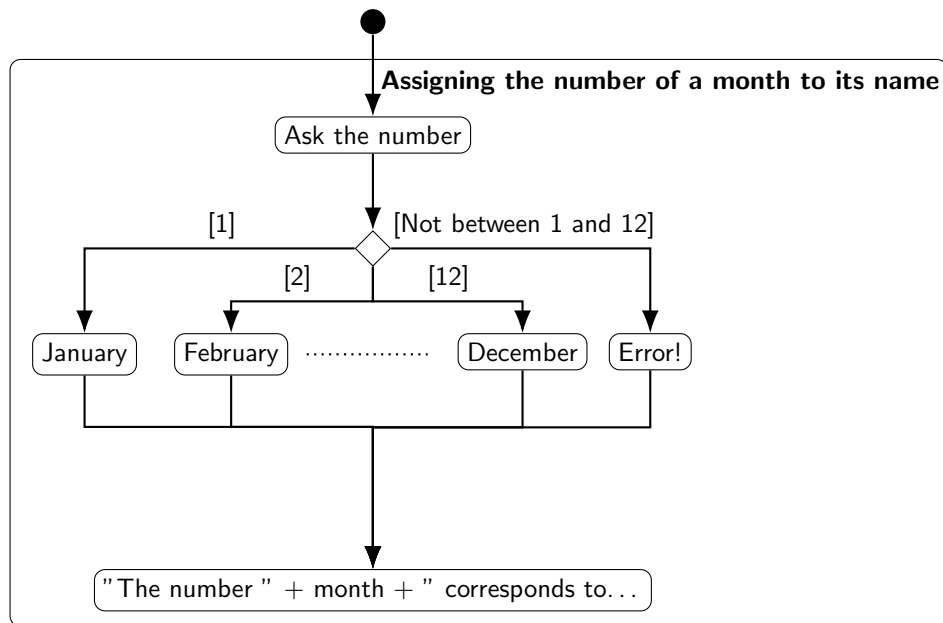 Assigning the number of a month to its name
Ask the number
[1]
[Not between 1 and 12]
[2]
[12]
January
February
December
Error!
"The number " + month + " corresponds to...